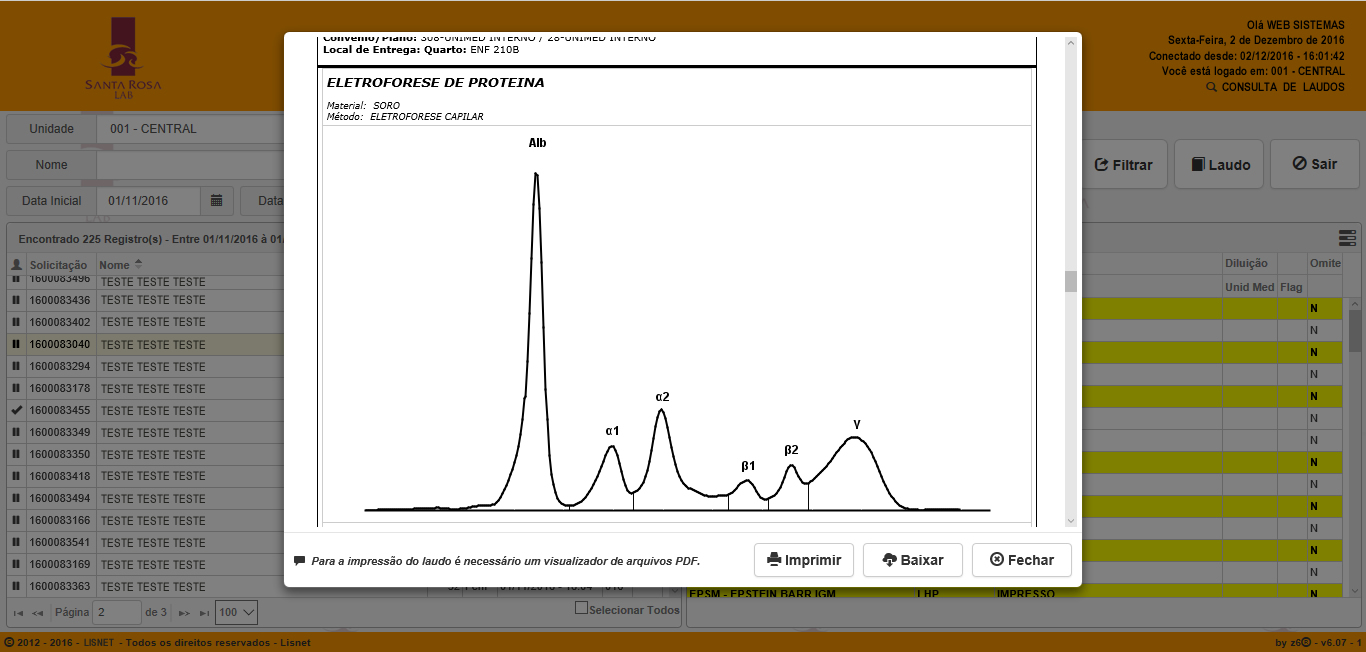 SANTA ROSA
LAB
Olá WEB SISTEMAS
Sexta-Feira, 2 de Dezembro de 2016
Conectado desde: 02/12/2016 - 16:01:42
Você está logado em: 001 - CENTRAL
CONSULTA DE LAUDOS
Unidade 001 - CENTRAL
Nome
Data Inicial 01/11/2016 Data
Filtrar Laudo Sair
Encontrado 225 Registro(s) - Entre 01/11/2016 à 01/
Solicitação Nome
1600083496 TESTE TESTE TESTE
1600083436 TESTE TESTE TESTE
1600083402 TESTE TESTE TESTE
1600083040 TESTE TESTE TESTE
1600083294 TESTE TESTE TESTE
1600083178 TESTE TESTE TESTE
1600083455 TESTE TESTE TESTE
1600083349 TESTE TESTE TESTE
1600083350 TESTE TESTE TESTE
1600083418 TESTE TESTE TESTE
1600083494 TESTE TESTE TESTE
1600083166 TESTE TESTE TESTE
1600083541 TESTE TESTE TESTE
1600083169 TESTE TESTE TESTE
1600083363 TESTE TESTE TESTE
Página 2 de 3 100
Selecionar Todos
Convênio/Plano: 308-UNIMED INTERNO / 28-UNIMED INTERNO
Local de Entrega: Quarto: ENF 210B
ELETROFORESE DE PROTEINA
Material: SORO
Método: ELETROFORESE CAPILAR
Alb
α1
α2
β1
β2
γ
Para a impressão do laudo é necessário um visualizador de arquivos PDF.
Imprimir Baixar Fechar
Diluição Omite
Unid Med Flag
N
N
N
N
N
N
N
N
N
N
N
N
N
EPSM - EPSTEIN BARR IGM LHP IMPRESSO N
© 2012 - 2016 - LISNET - Todos os direitos reservados - Lisnet
by z6© - v6.07 - 1